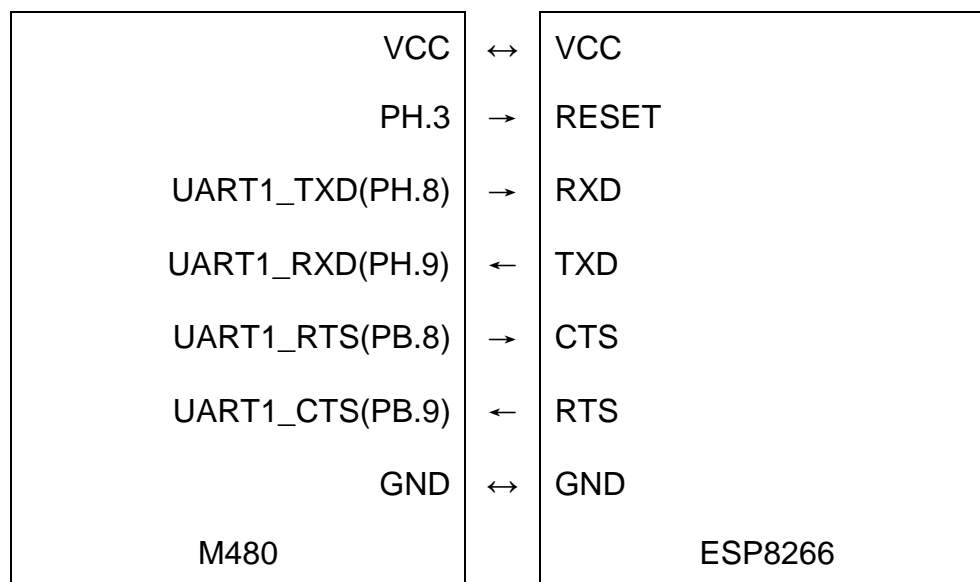 VCC ↔ VCC
PH.3 → RESET
UART1_TXD(PH.8) → RXD
UART1_RXD(PH.9) ← TXD
UART1_RTS(PB.8) → CTS
UART1_CTS(PB.9) ← RTS
GND ↔ GND
M480 ESP8266